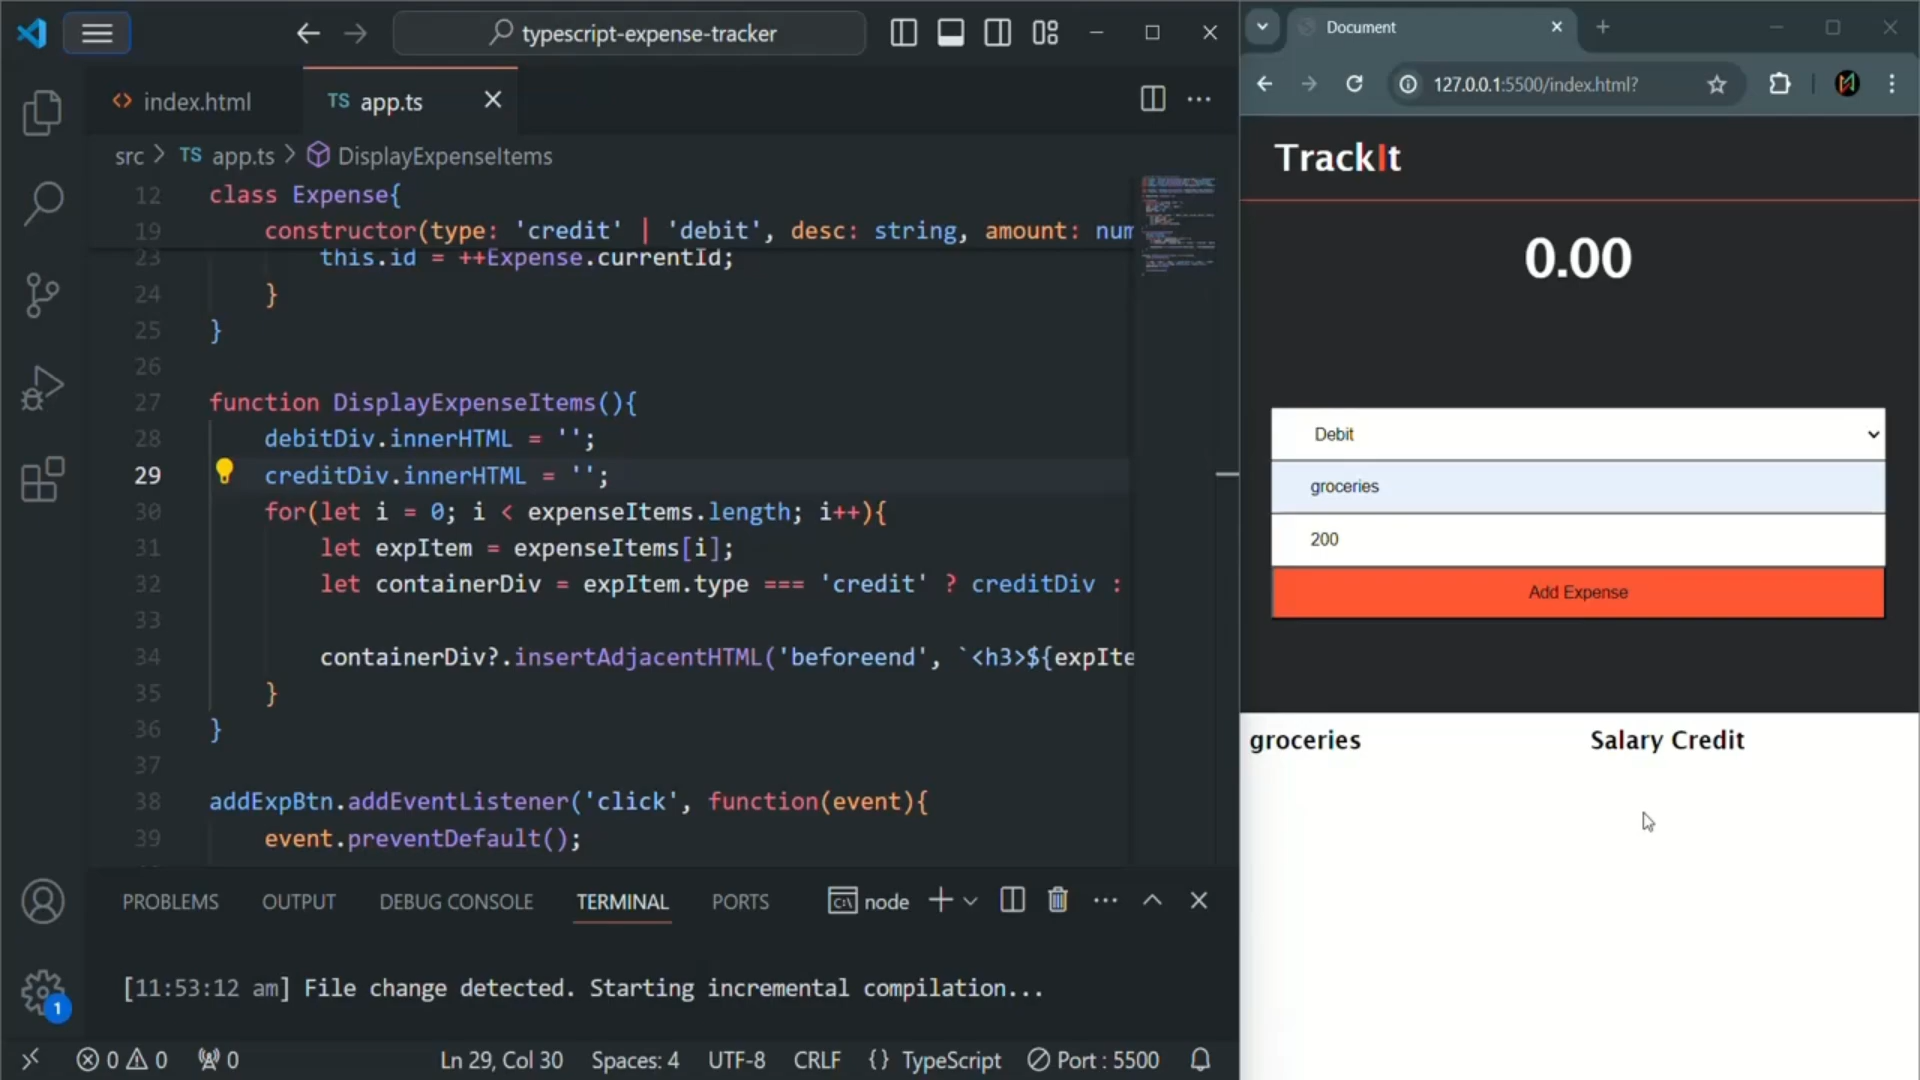 typescript-expense-tracker
index.html
TS app.ts
src > TS app.ts > DisplayExpenseItems
12 class Expense{
19 constructor(type: 'credit' | 'debit', desc: string, amount: num
23 this.id = ++Expense.currentId;
24 }
25 }
26
27 function DisplayExpenseItems(){
28 debitDiv.innerHTML = '';
29 creditDiv.innerHTML = '';
30 for(let i = 0; i < expenseItems.length; i++){
31 let expItem = expenseItems[i];
32 let containerDiv = expItem.type === 'credit' ? creditDiv :
33
34 containerDiv?.insertAdjacentHTML('beforeend', `<h3>${expIte
35 }
36 }
37
38 addExpBtn.addEventListener('click', function(event){
39 event.preventDefault();
PROBLEMS OUTPUT DEBUG CONSOLE TERMINAL PORTS node
[11:53:12 am] File change detected. Starting incremental compilation...
1
0 0 0 Ln 29, Col 30 Spaces: 4 UTF-8 CRLF {} TypeScript Port : 5500
Document
127.0.0.1:5500/index.html?
TrackIt
0.00
Debit
groceries
200
Add Expense
groceries Salary Credit